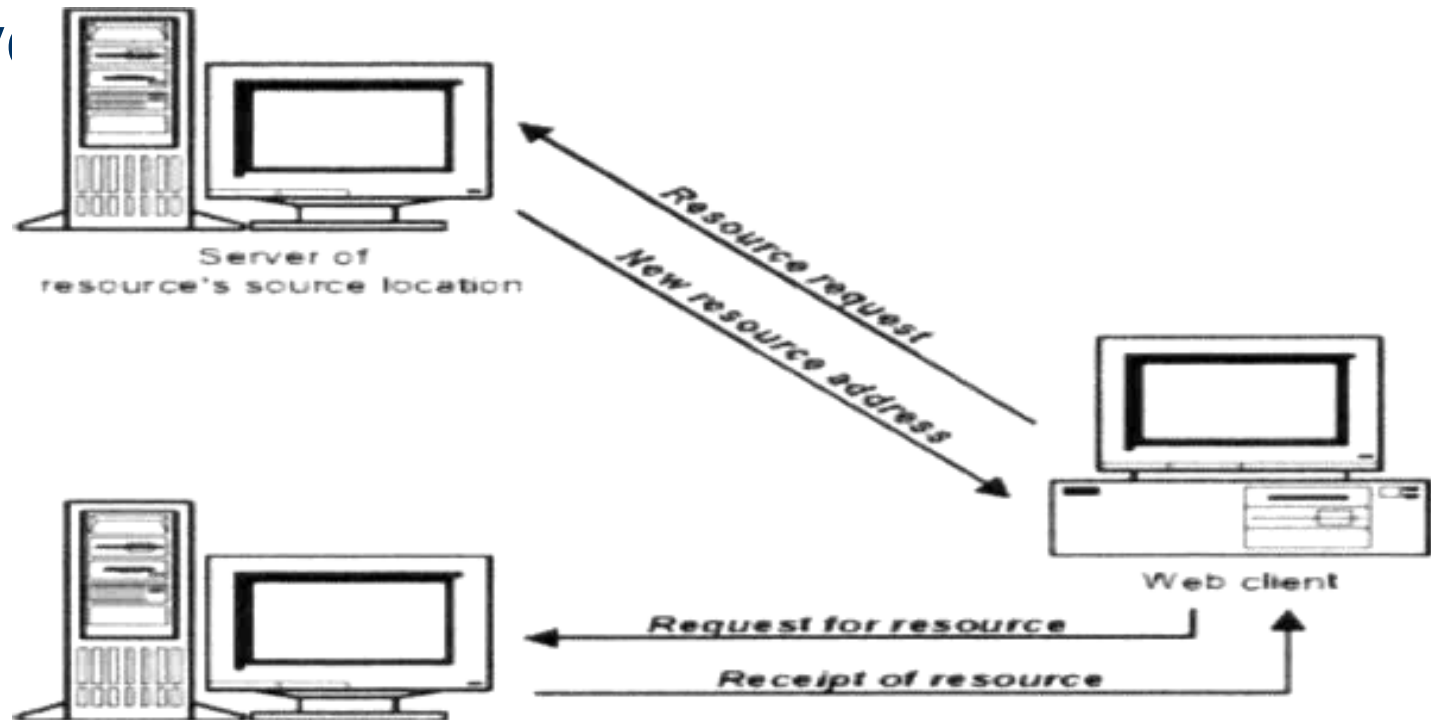 Server of
resource's source location
Resource request
New resource address
Web client
Request for resource
Receipt of resource